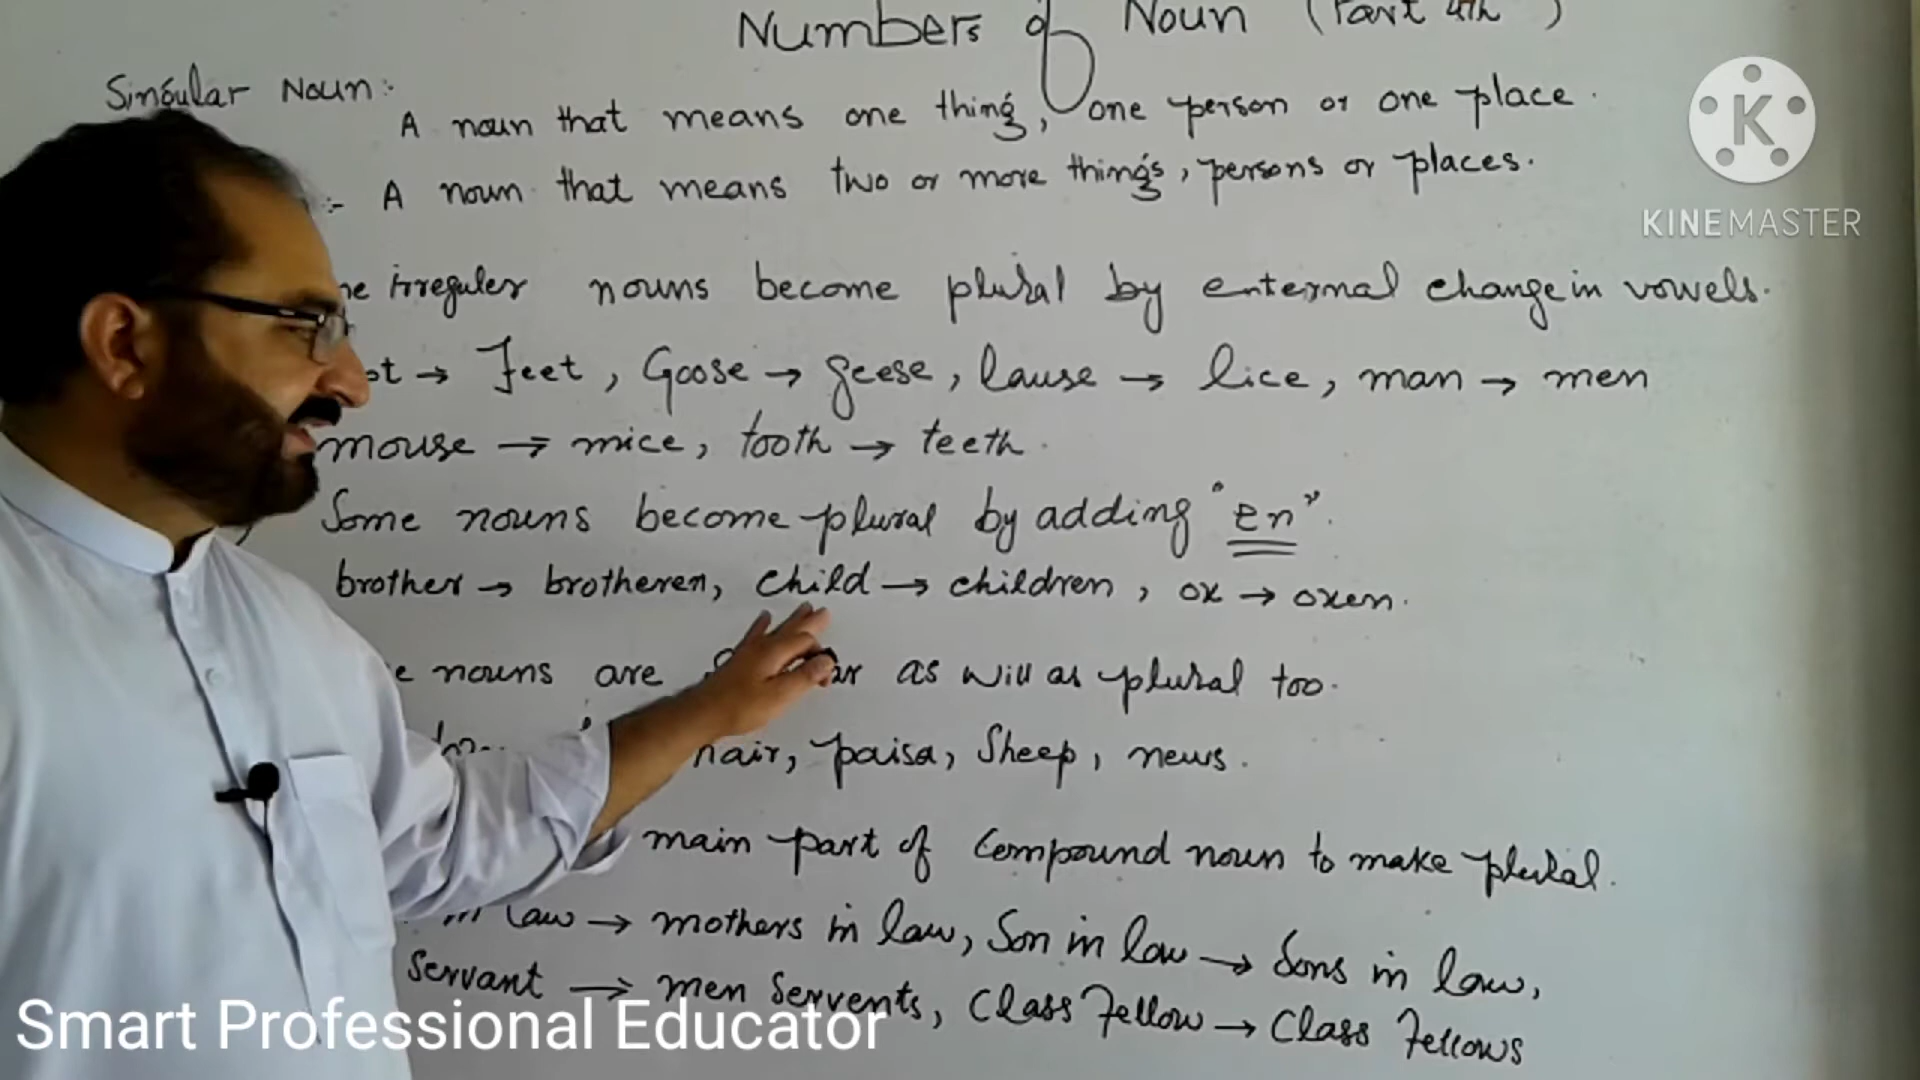 Numbers of Noun (Part 4th)
Singular Noun:-
A noun that means one thing, one person or one place.
:- A noun that means two or more things, persons or places.
irreguler nouns become plural by enternal change in vowels.
→ Feet, Goose → geese, lause → lice, man → men
mouse → mice, tooth → teeth.
Some nouns become plural by adding "en".
brother → brotheren, child → children, ox → oxen.
nouns are as will as plural too.
hair, paisa, Sheep, news.
main part of Compound noun to make plural.
in law → mothers in law, Son in law → Sons in law,
Servant → men Servents, Class Fellow → Class Fellows
K
KINEMASTER
Smart Professional Educator